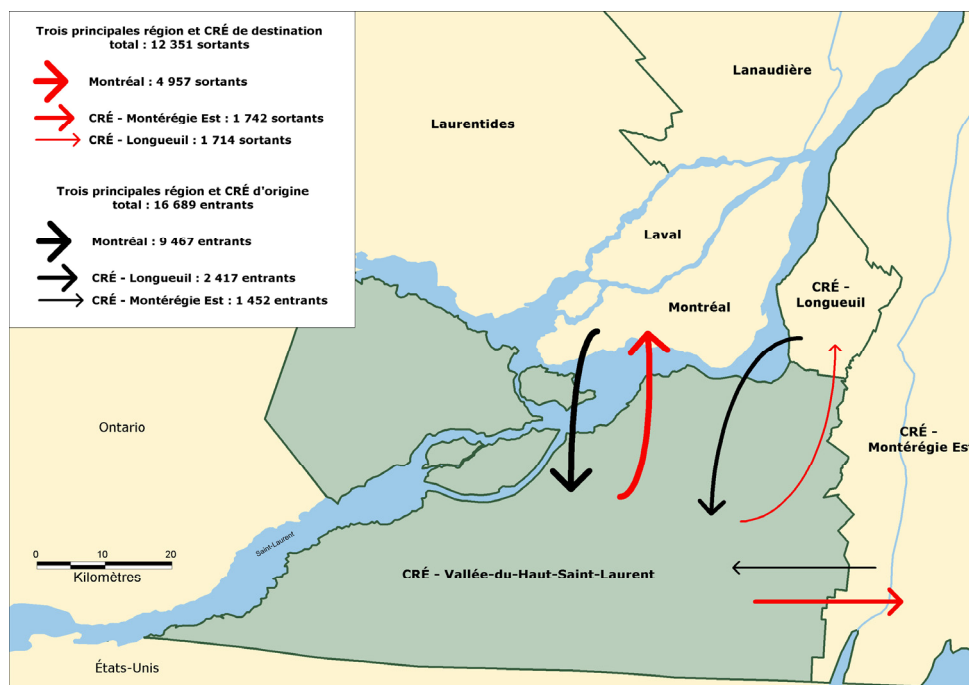 Trois principales région et CRÉ de destination
total : 12 351 sortants
Montréal : 4 957 sortants
CRÉ - Montérégie Est : 1 742 sortants
CRÉ - Longueuil : 1 714 sortants
Trois principales région et CRÉ d'origine
total : 16 689 entrants
Montréal : 9 467 entrants
CRÉ - Longueuil : 2 417 entrants
CRÉ - Montérégie Est : 1 452 entrants
Lanaudière
Laurentides
Laval
Montréal
CRÉ -
Longueuil
Ontario
CRÉ -
Montérégie Est
Saint-Laurent
0 10 20
Kilomètres
CRÉ - Vallée-du-Haut-Saint-Laurent
États-Unis